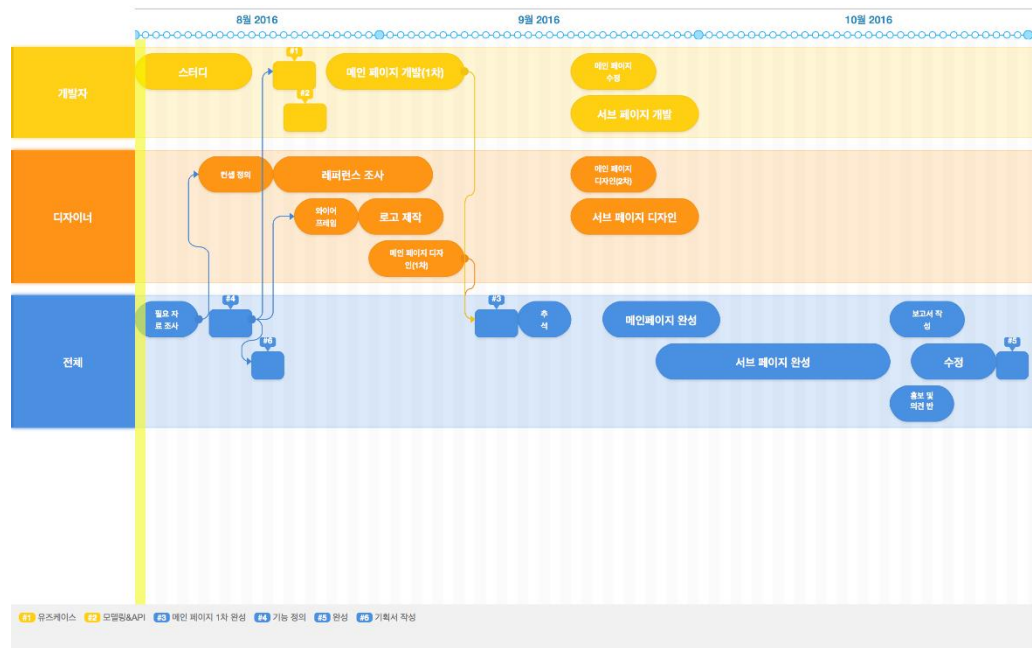 8월 2016
9월 2016
10월 2016
개발자
스터디
#1
메인 페이지 개발(1차)
메인 페이지
수정
#2
서브 페이지 개발
디자이너
컨셉 정의
레퍼런스 조사
메인 페이지
디자인(2차)
와이어
프레임
로고 제작
서브 페이지 디자인
메인 페이지 디자
인(1차)
전체
필요 자
료 조사
#4
#3
추
석
메인페이지 완성
보고서 작
성
#6
서브 페이지 완성
수정
#5
홍보 및
의견 반
#1 유즈케이스
#2 모델링&API
#3 메인 페이지 1차 완성
#4 기능 정의
#5 완성
#6 기획서 작성